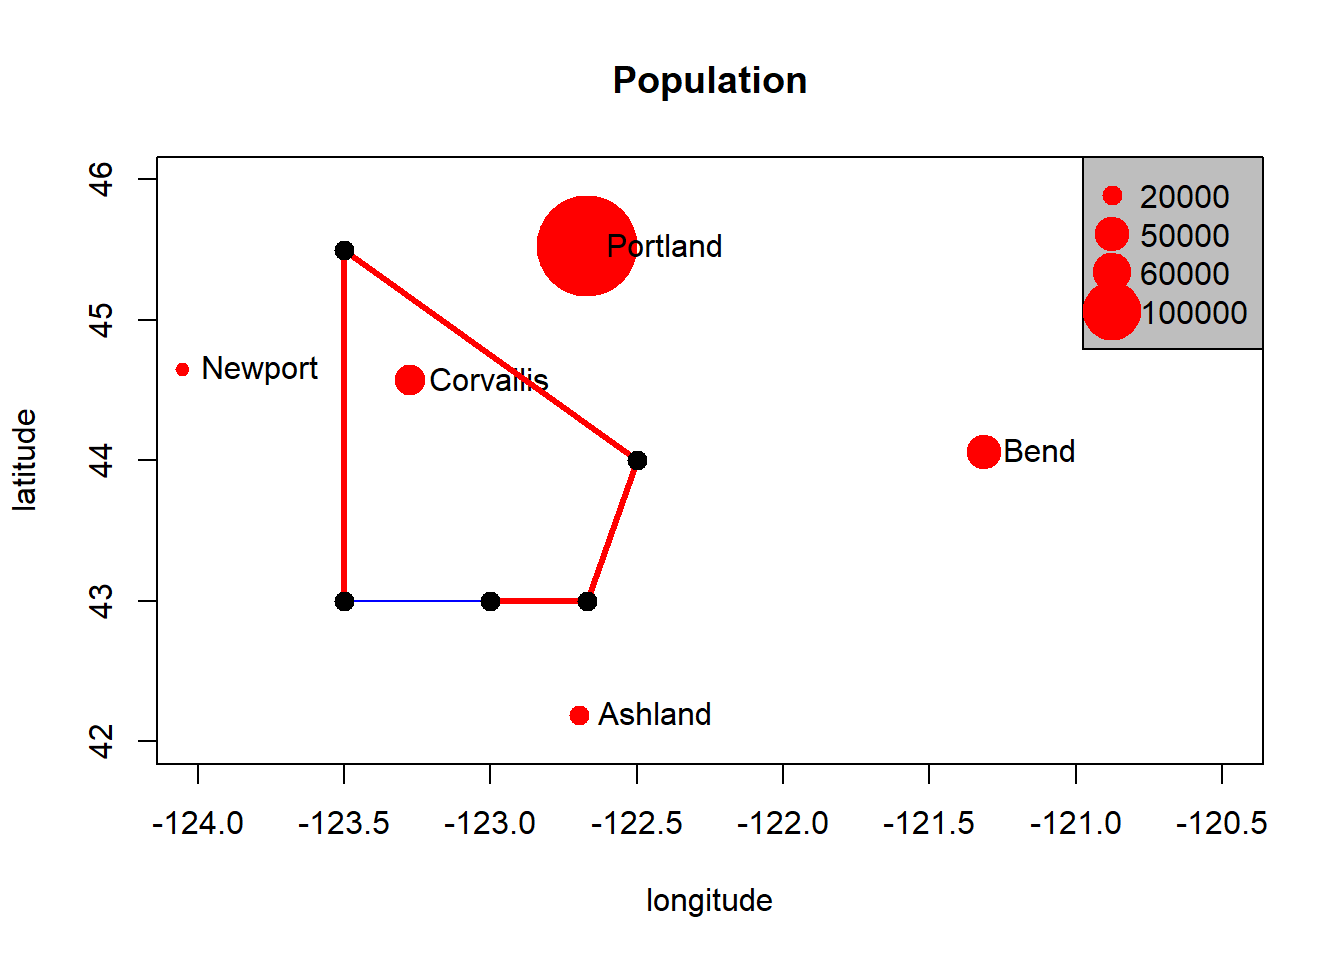 Population
46
45
44
43
42
latitude
20000
50000
60000
100000
Portland
Newport
Corvallis
Bend
Ashland
-124.0 -123.5 -123.0 -122.5 -122.0 -121.5 -121.0 -120.5
longitude